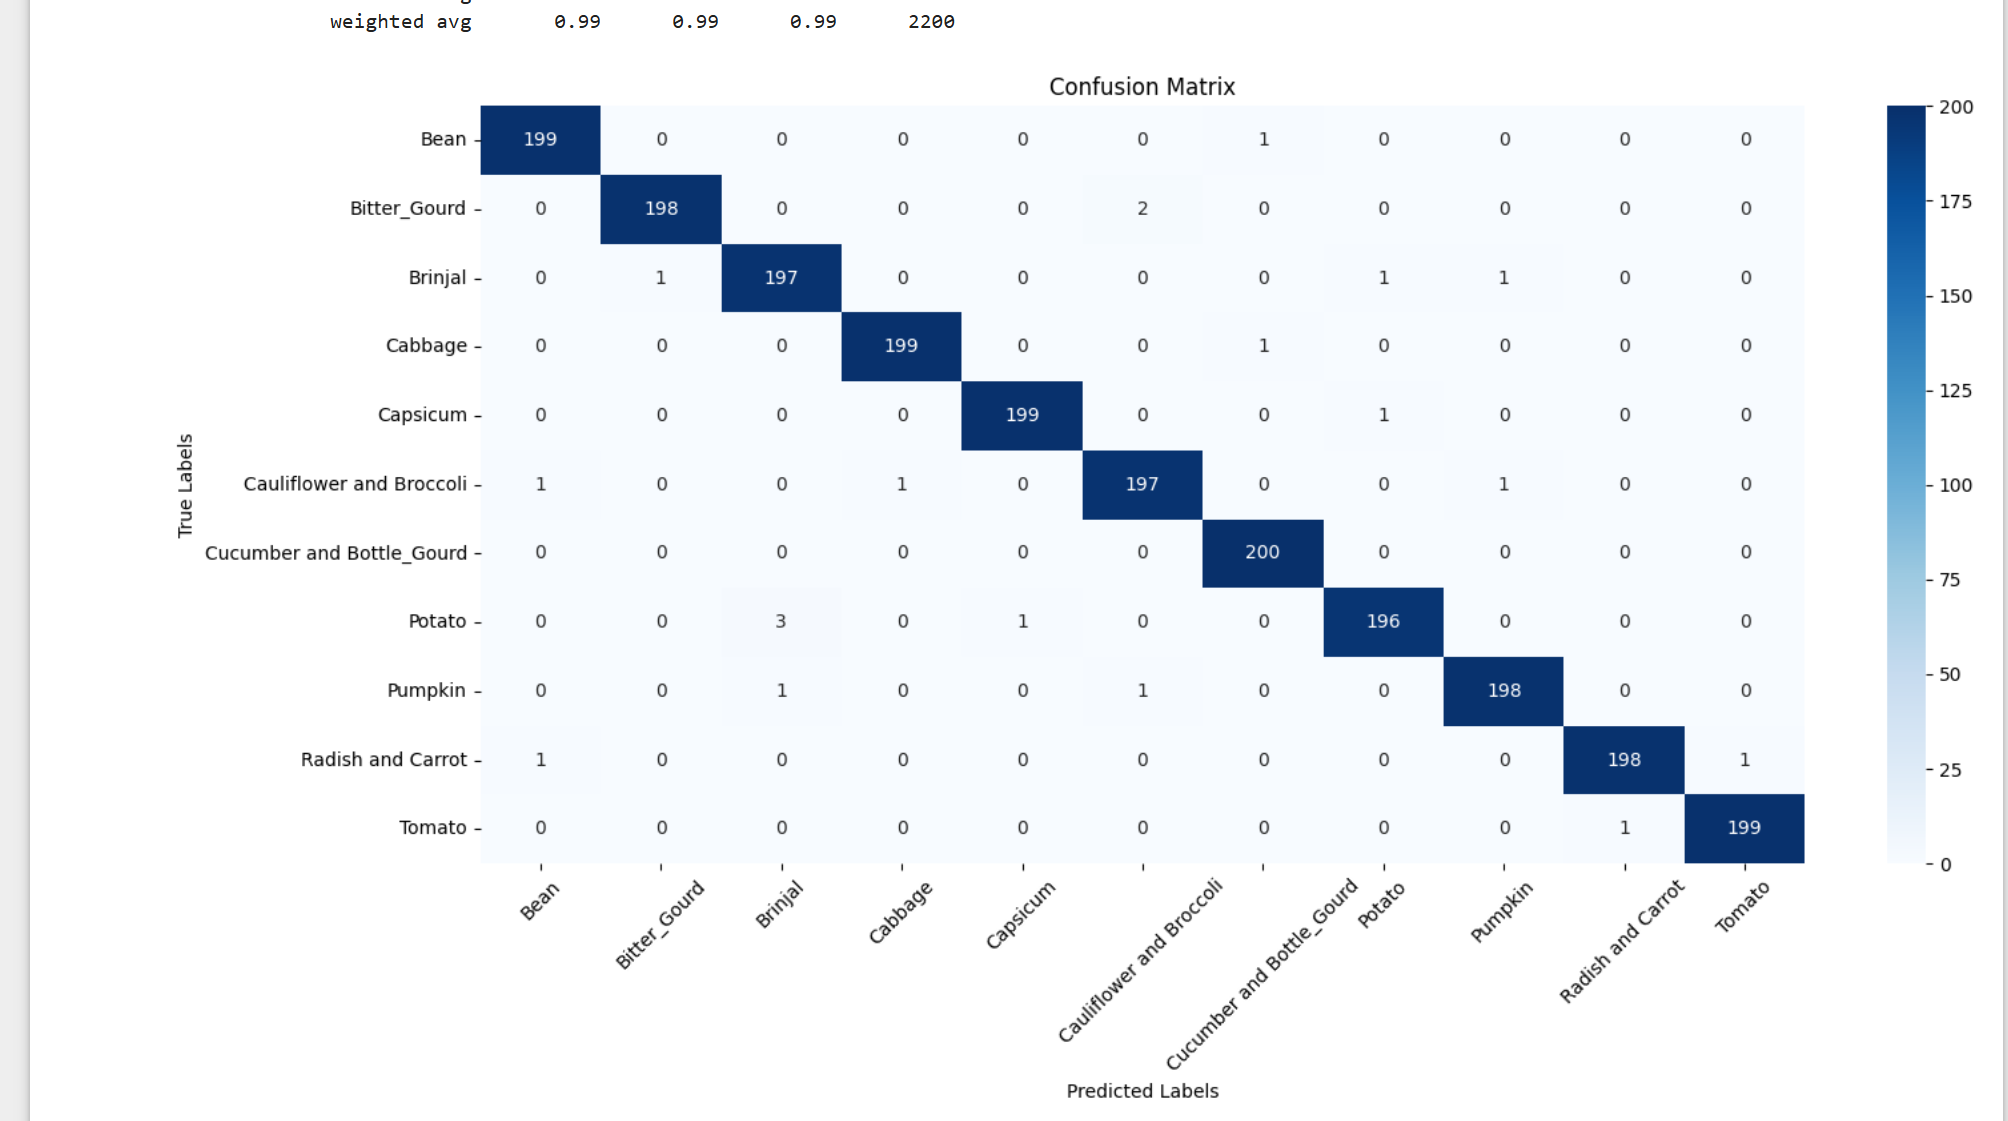 weighted avg 0.99 0.99 0.99 2200
Confusion Matrix
Bean 199 0 0 0 0 0 1 0 0 0 0
Bitter_Gourd 0 198 0 0 0 2 0 0 0 0 0
Brinjal 0 1 197 0 0 0 0 1 1 0 0
Cabbage 0 0 0 199 0 0 1 0 0 0 0
Capsicum 0 0 0 0 199 0 0 1 0 0 0
Cauliflower and Broccoli 1 0 0 1 0 197 0 0 1 0 0
Cucumber and Bottle_Gourd 0 0 0 0 0 0 200 0 0 0 0
Potato 0 0 3 0 1 0 0 196 0 0 0
Pumpkin 0 0 1 0 0 1 0 0 198 0 0
Radish and Carrot 1 0 0 0 0 0 0 0 0 198 1
Tomato 0 0 0 0 0 0 0 0 0 1 199
True Labels
Bean
Bitter_Gourd
Brinjal
Cabbage
Capsicum
Cauliflower and Broccoli
Cucumber and Bottle_Gourd
Potato
Pumpkin
Radish and Carrot
Tomato
Predicted Labels
200
175
150
125
100
75
50
25
0